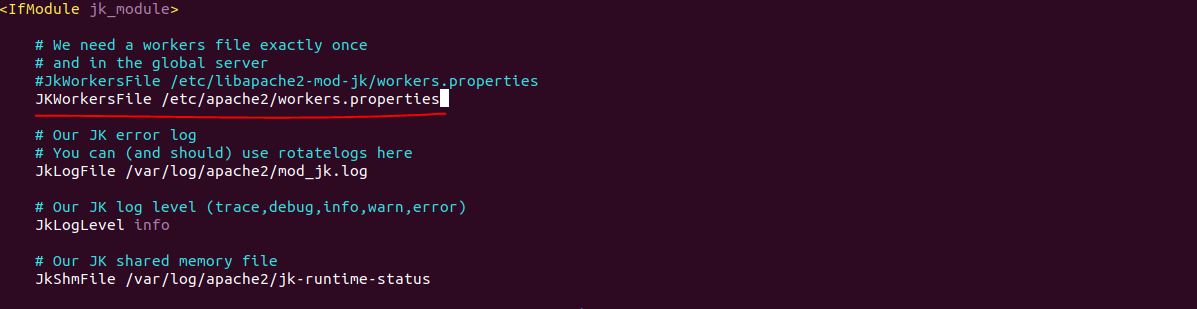 <IfModule jk_module>
# We need a workers file exactly once
# and in the global server
#JkWorkersFile /etc/libapache2-mod-jk/workers.properties
JKWorkersFile /etc/apache2/workers.properties
# Our JK error log
# You can (and should) use rotatelogs here
JkLogFile /var/log/apache2/mod_jk.log
# Our JK log level (trace,debug,info,warn,error)
JkLogLevel info
# Our JK shared memory file
JkShmFile /var/log/apache2/jk-runtime-status